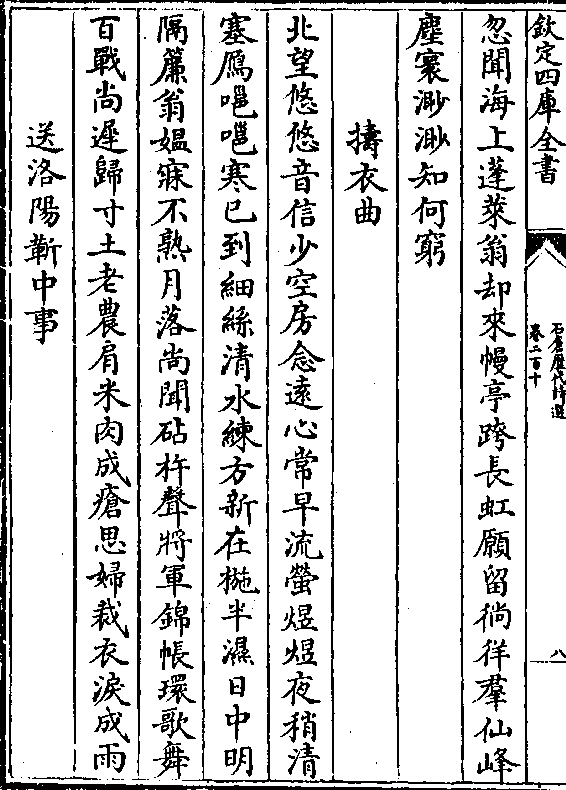 欽定四庫全書
石倉歷代詩選
卷二百十
八
忽聞海上蓬萊翁却來幔亭跨長虹願留徜徉羣仙峰
塵寰渺渺知何窮
擣衣曲
北望悠悠音信少空房念遠心常早流螢煜煜夜稍清
塞鴈嗈嗈寒已到細絲清水練方新在椸半濕日中明
隔簾翁媼寐不熟月落尚聞砧杵聲將軍錦帳環歌舞
百戰尚遲歸寸土老農肩米肉成瘡思婦裁衣淚成雨
送洛陽靳中事